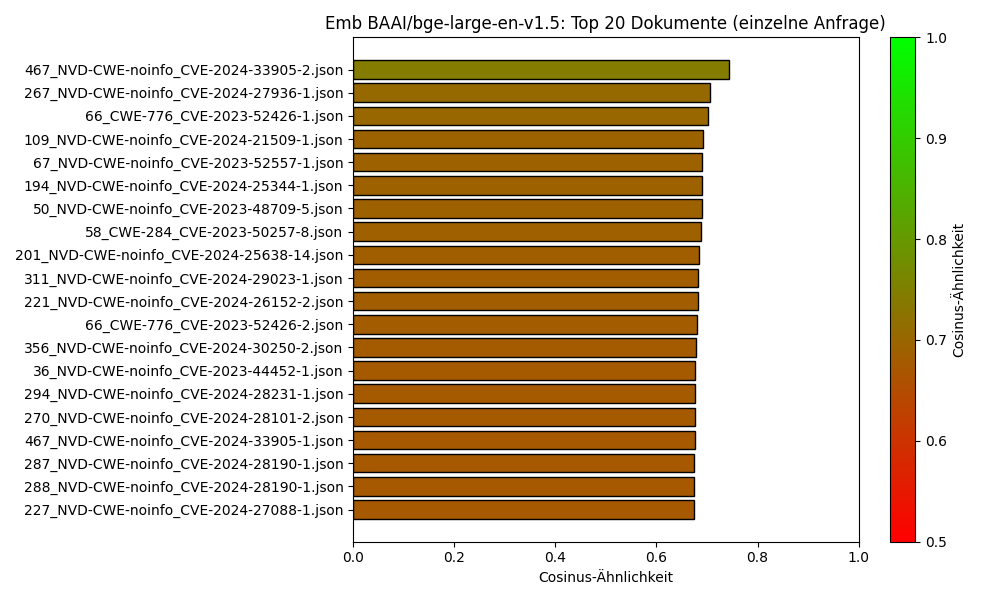 Emb BAAI/bge-large-en-v1.5: Top 20 Dokumente (einzelne Anfrage)
467_NVD-CWE-noinfo_CVE-2024-33905-2.json
267_NVD-CWE-noinfo_CVE-2024-27936-1.json
66_CWE-776_CVE-2023-52426-1.json
109_NVD-CWE-noinfo_CVE-2024-21509-1.json
67_NVD-CWE-noinfo_CVE-2023-52557-1.json
194_NVD-CWE-noinfo_CVE-2024-25344-1.json
50_NVD-CWE-noinfo_CVE-2023-48709-5.json
58_CWE-284_CVE-2023-50257-8.json
201_NVD-CWE-noinfo_CVE-2024-25638-14.json
311_NVD-CWE-noinfo_CVE-2024-29023-1.json
221_NVD-CWE-noinfo_CVE-2024-26152-2.json
66_CWE-776_CVE-2023-52426-2.json
356_NVD-CWE-noinfo_CVE-2024-30250-2.json
36_NVD-CWE-noinfo_CVE-2023-44452-1.json
294_NVD-CWE-noinfo_CVE-2024-28231-1.json
270_NVD-CWE-noinfo_CVE-2024-28101-2.json
467_NVD-CWE-noinfo_CVE-2024-33905-1.json
287_NVD-CWE-noinfo_CVE-2024-28190-1.json
288_NVD-CWE-noinfo_CVE-2024-28190-1.json
227_NVD-CWE-noinfo_CVE-2024-27088-1.json
0.0 0.2 0.4 0.6 0.8 1.0
Cosinus-Ähnlichkeit
1.0
0.9
0.8
0.7
0.6
0.5
Cosinus-Ähnlichkeit